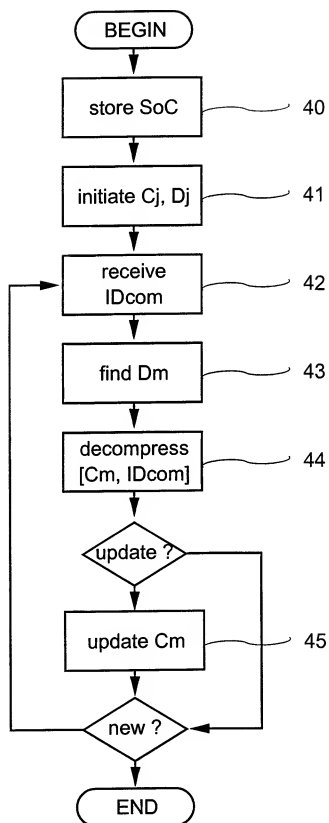 BEGIN
store SoC
40
initiate Cj, Dj
41
receive
IDcom
42
find Dm
43
decompress
[Cm, IDcom]
44
update ?
update Cm
45
new ?
END